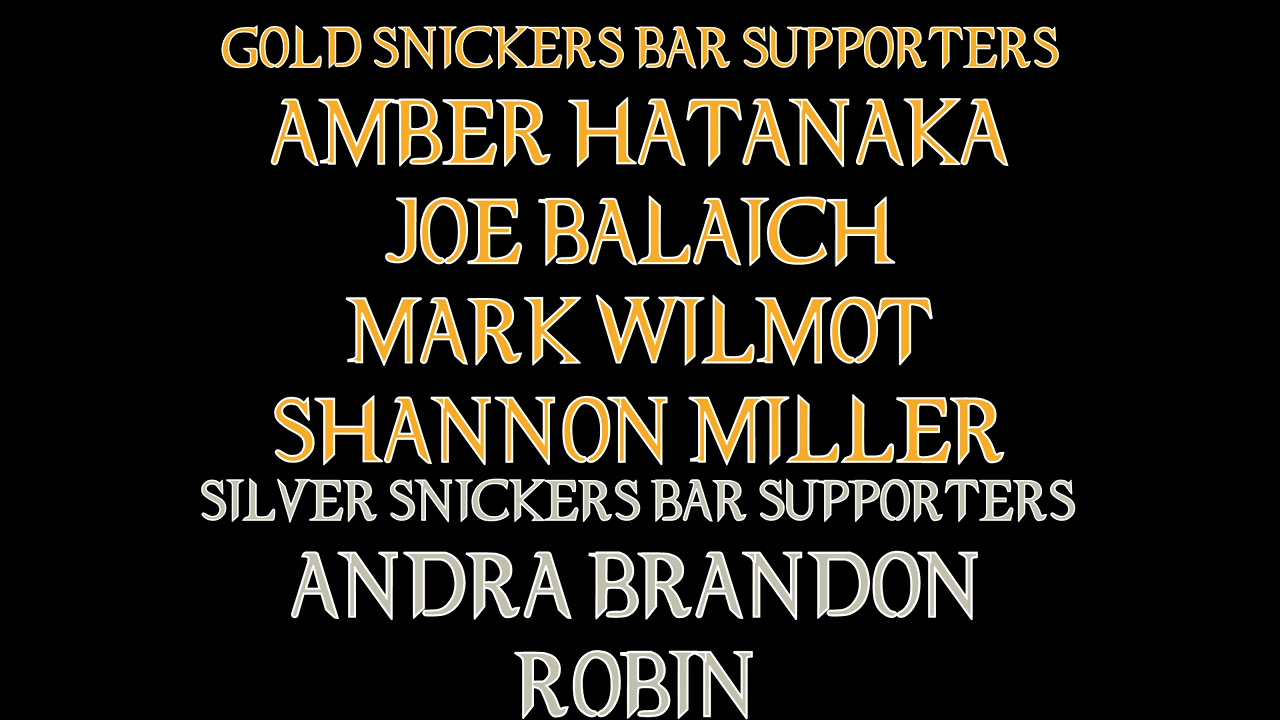 GOLD SNICKERS BAR SUPPORTERS
AMBER HATANAKA
JOE BALAICH
MARK WILMOT
SHANNON MILLER
SILVER SNICKERS BAR SUPPORTERS
ANDRA BRANDON
ROBIN